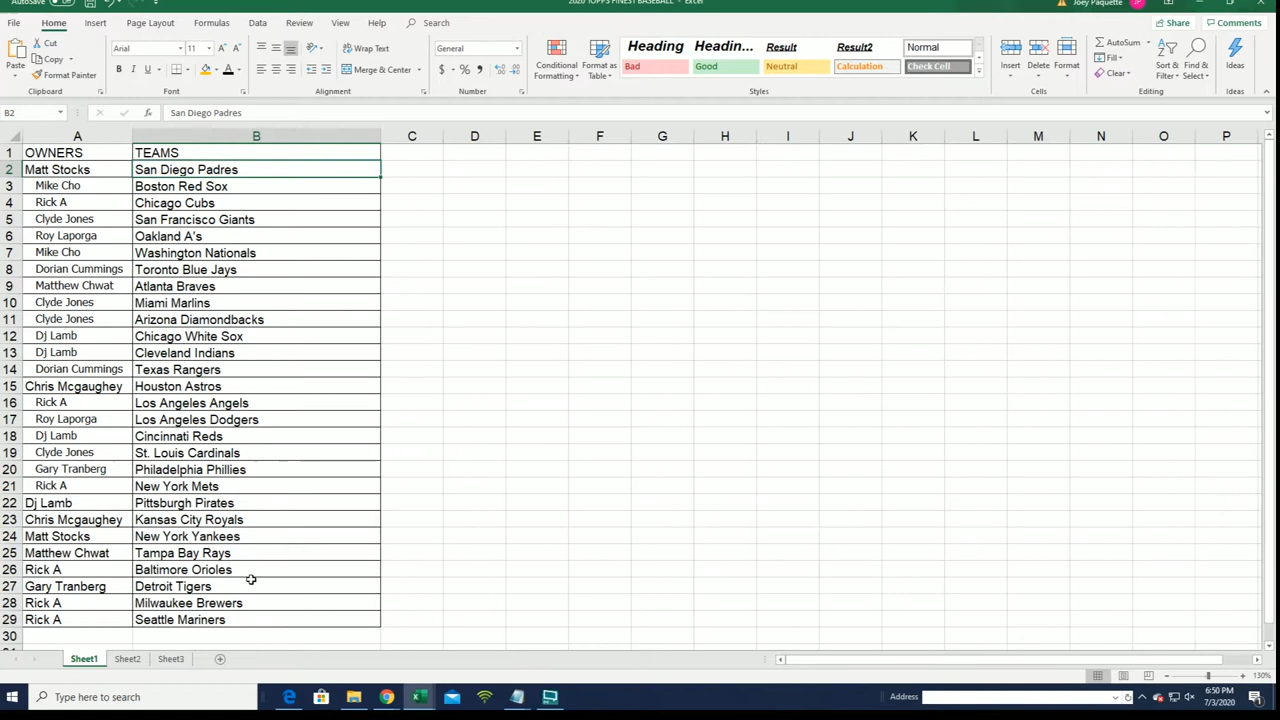 AutoSave Off 2020 TOPPS FINEST BASEBALL - Excel Joey Paquette JP
File Home Insert Page Layout Formulas Data Review View Help Search Share Comments
Paste Cut Copy Format Painter Clipboard
Arial 11 Font
Wrap Text Merge & Center Alignment
General Number
Conditional Formatting Format as Table
Heading Headin... Result Result2 Normal
Bad Good Neutral Calculation Check Cell
Styles
Insert Delete Format Cells
AutoSum Fill Clear Sort & Filter Find & Select Editing
Ideas Ideas
B2 San Diego Padres
A B C D E F G H I J K L M N O P
1 OWNERS TEAMS
2 Matt Stocks San Diego Padres
3 Mike Cho Boston Red Sox
4 Rick A Chicago Cubs
5 Clyde Jones San Francisco Giants
6 Roy Laporga Oakland A's
7 Mike Cho Washington Nationals
8 Dorian Cummings Toronto Blue Jays
9 Matthew Chwat Atlanta Braves
10 Clyde Jones Miami Marlins
11 Clyde Jones Arizona Diamondbacks
12 Dj Lamb Chicago White Sox
13 Dj Lamb Cleveland Indians
14 Dorian Cummings Texas Rangers
15 Chris Mcgaughey Houston Astros
16 Rick A Los Angeles Angels
17 Roy Laporga Los Angeles Dodgers
18 Dj Lamb Cincinnati Reds
19 Clyde Jones St. Louis Cardinals
20 Gary Tranberg Philadelphia Phillies
21 Rick A New York Mets
22 Dj Lamb Pittsburgh Pirates
23 Chris Mcgaughey Kansas City Royals
24 Matt Stocks New York Yankees
25 Matthew Chwat Tampa Bay Rays
26 Rick A Baltimore Orioles
27 Gary Tranberg Detroit Tigers
28 Rick A Milwaukee Brewers
29 Rick A Seattle Mariners
30
Sheet1 Sheet2 Sheet3
130%
Type here to search Address 6:50 PM
7/3/2020